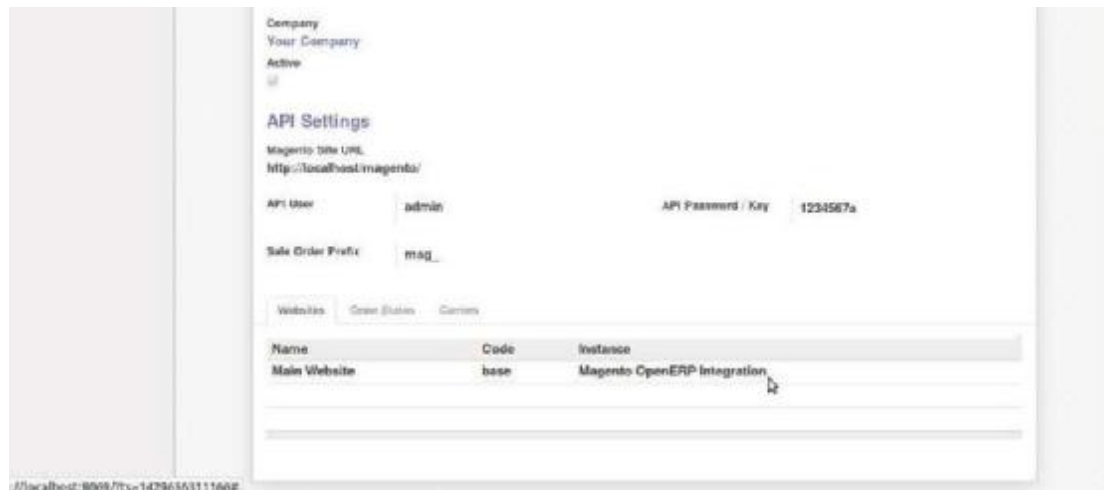 Company
Your Company
Active
API Settings
Magento Site URL
http://localhost/magento/
API User admin API Password / Key 1234567a
Sale Order Prefix mag_
Websites Order States Carriers
Name Code Instance
Main Website base Magento OpenERP Integration